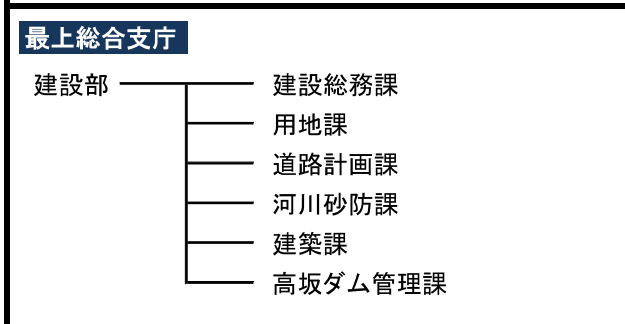 最上総合支庁
建設部 建設総務課
用地課
道路計画課
河川砂防課
建築課
高坂ダム管理課